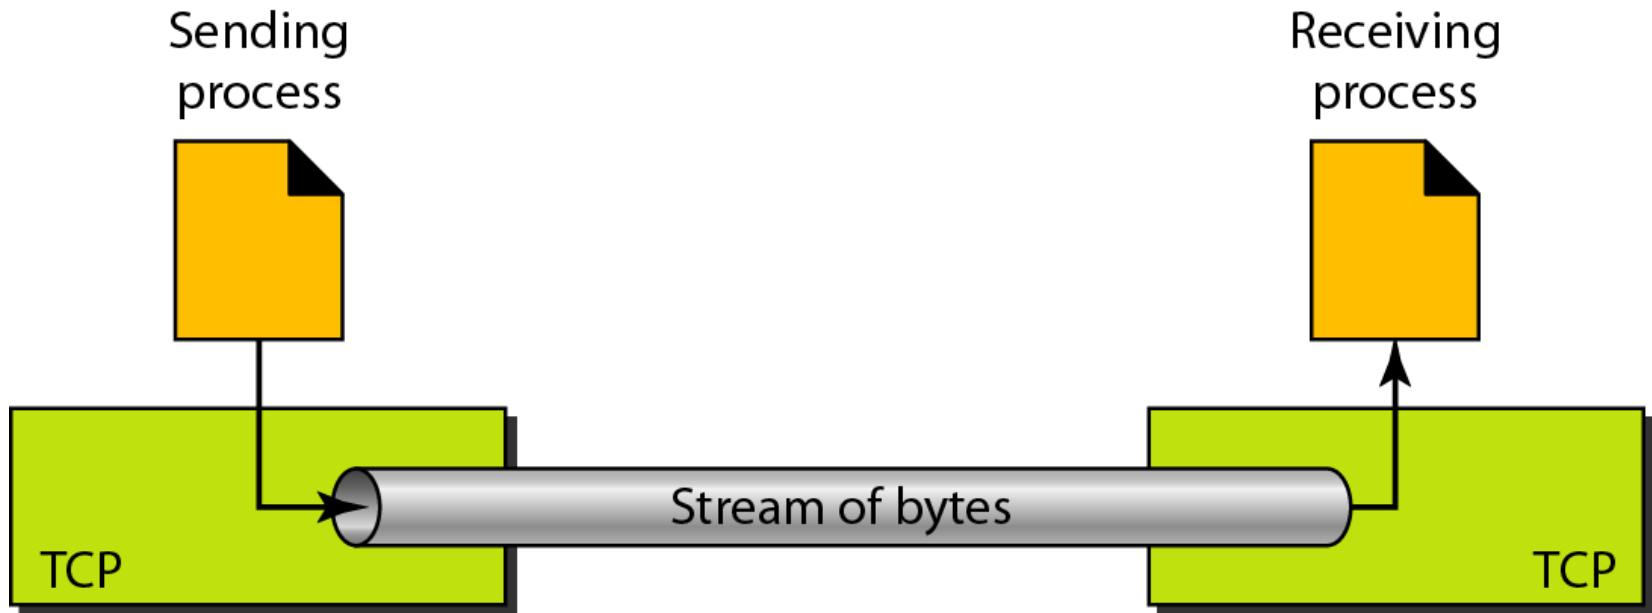 Sending
process
Receiving
process
Stream of bytes
TCP
TCP